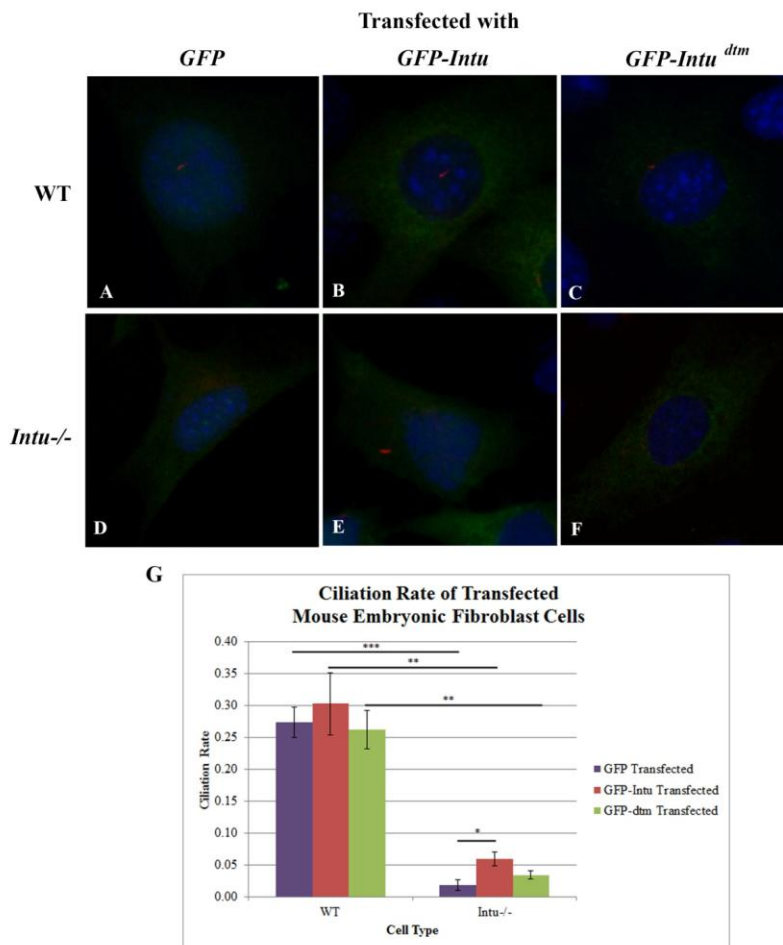 Transfected with
GFP GFP-Intu GFP-Intu dtm
WT
A B C
Intu-/-
D E F
G
Ciliation Rate of Transfected
Mouse Embryonic Fibroblast Cells
0.40
0.35
0.30
0.25
0.20
0.15
0.10
0.05
0.00
Ciliation Rate
***
**
**
*
WT Intu-/-
Cell Type
GFP Transfected
GFP-Intu Transfected
GFP-dtm Transfected